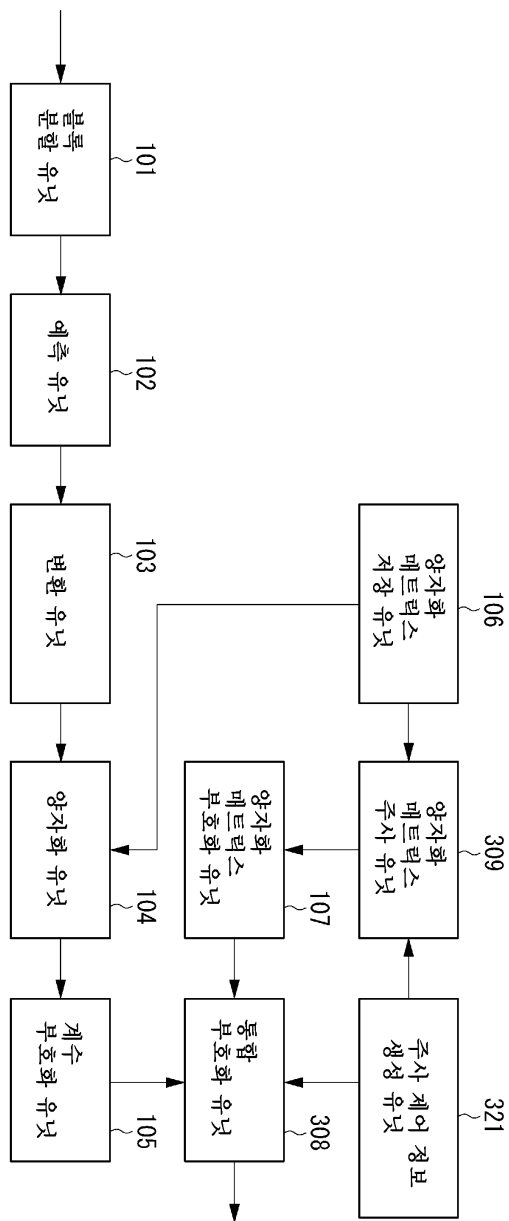 블록
분할 유닛
101
예측 유닛
102
변환 유닛
103
양자화 유닛
104
계수
부호화 유닛
105
양자화
매트릭스
저장 유닛
106
양자화
매트릭스
부호화 유닛
107
통합
부호화 유닛
308
양자화
매트릭스
주사 유닛
309
주사 제어 정보
생성 유닛
321